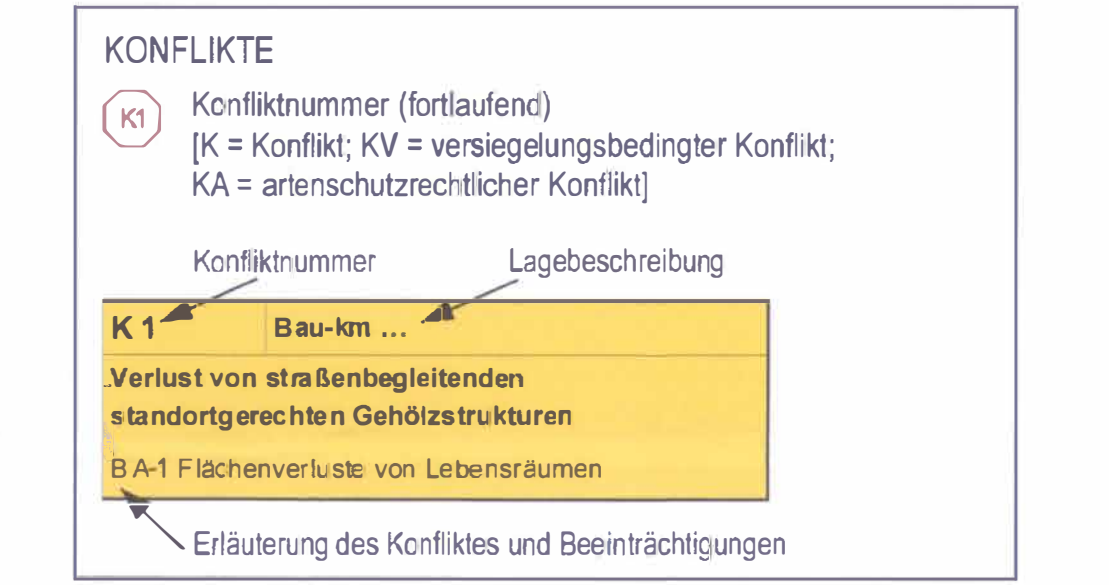 KONFLIKTE
K1
Konfliktnummer (fortlaufend)
[K = Konflikt; KV = versiegelungsbedingter Konflikt;
KA = artenschutzrechtlicher Konflikt]
Konfliktnummer Lagebeschreibung
K 1 Bau-km ...
Verlust von straßenbegleitenden
standortgerechten Gehölzstrukturen
BA-1 Flächenverluste von Lebensräumen
Erläuterung des Konfliktes und Beeinträchtigungen